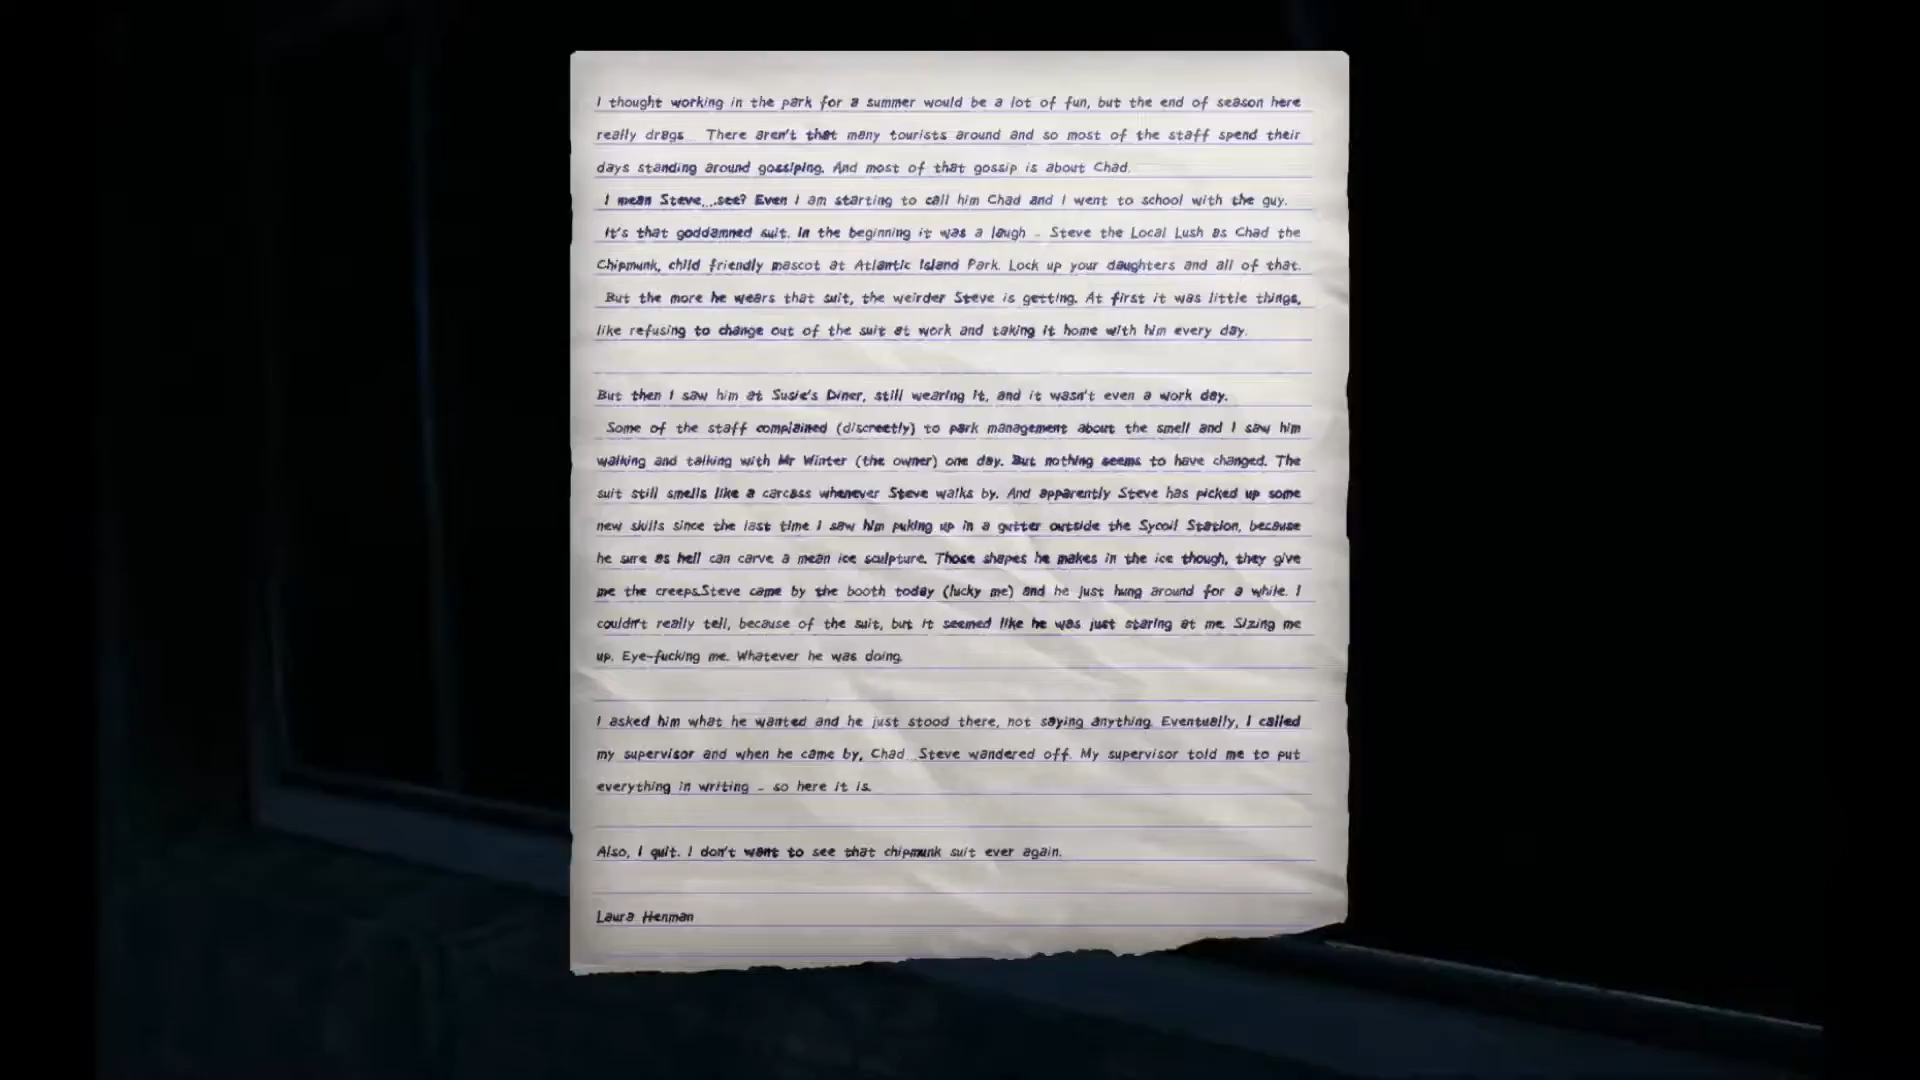 I thought working in the park for a summer would be a lot of fun, but the end of season here
really drags... There aren't that many tourists around and so most of the staff spend their
days standing around gossiping. And most of that gossip is about Chad.
I mean Steve...see? Even I am starting to call him Chad and I went to school with the guy.
It's that goddamned suit. In the beginning it was a laugh - Steve the Local Lush as Chad the
Chipmunk, child friendly mascot at Atlantic Island Park. Lock up your daughters and all of that.
But the more he wears that suit, the weirder Steve is getting. At first it was little things,
like refusing to change out of the suit at work and taking it home with him every day.
But then I saw him at Susie's Diner, still wearing it, and it wasn't even a work day.
Some of the staff complained (discreetly) to park management about the smell and I saw him
walking and talking with Mr Winter (the owner) one day. But nothing seems to have changed. The
suit still smells like a carcass whenever Steve walks by. And apparently Steve has picked up some
new skills since the last time I saw him puking up in a gutter outside the Sycoil Station, because
he sure as hell can carve a mean ice sculpture. Those shapes he makes in the ice though, they give
me the creeps.Steve came by the booth today (lucky me) and he just hung around for a while. I
couldn't really tell, because of the suit, but it seemed like he was just staring at me. Sizing me
up. Eye-fucking me. Whatever he was doing.
I asked him what he wanted and he just stood there, not saying anything. Eventually, I called
my supervisor and when he came by, Chad...Steve wandered off. My supervisor told me to put
everything in writing - so here it is.
Also, I quit. I don't want to see that chipmunk suit ever again.
Laura Henman